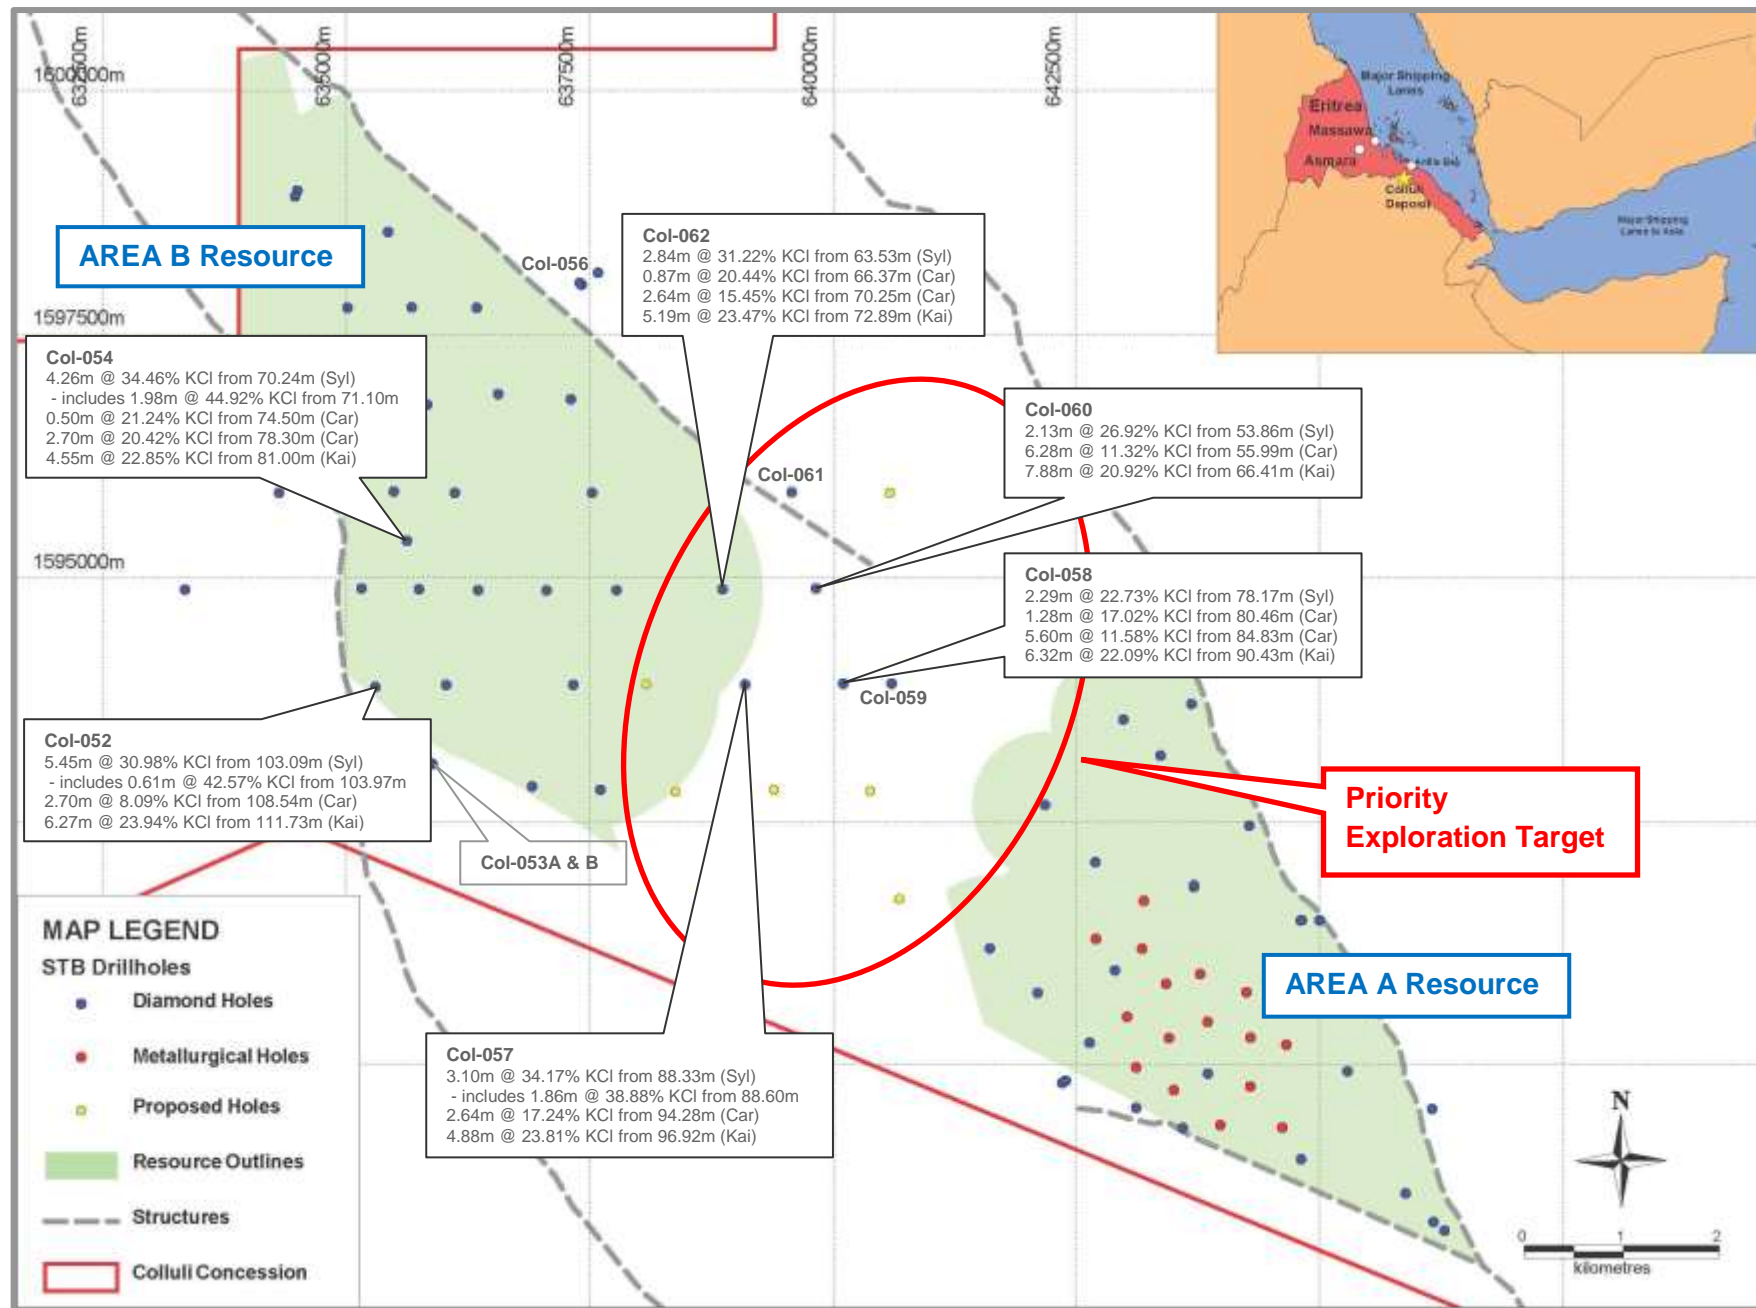 1600000m
632500m
635000m
637500m
640000m
642500m
Major Shipping
Lanes
Eritrea
Massawa
Asmara
Colluli
Deposit
Major Shipping
Lanes to Asia
AREA B Resource
Col-056
Col-062
2.84m @ 31.22% KCl from 63.53m (Syl)
0.87m @ 20.44% KCl from 66.37m (Car)
2.64m @ 15.45% KCl from 70.25m (Car)
5.19m @ 23.47% KCl from 72.89m (Kai)
1597500m
Col-054
4.26m @ 34.46% KCl from 70.24m (Syl)
- includes 1.98m @ 44.92% KCl from 71.10m
0.50m @ 21.24% KCl from 74.50m (Car)
2.70m @ 20.42% KCl from 78.30m (Car)
4.55m @ 22.85% KCl from 81.00m (Kai)
Col-060
2.13m @ 26.92% KCl from 53.86m (Syl)
6.28m @ 11.32% KCl from 55.99m (Car)
7.88m @ 20.92% KCl from 66.41m (Kai)
Col-061
1595000m
Col-058
2.29m @ 22.73% KCl from 78.17m (Syl)
1.28m @ 17.02% KCl from 80.46m (Car)
5.60m @ 11.58% KCl from 84.83m (Car)
6.32m @ 22.09% KCl from 90.43m (Kai)
Col-059
Col-052
5.45m @ 30.98% KCl from 103.09m (Syl)
- includes 0.61m @ 42.57% KCl from 103.97m
2.70m @ 8.09% KCl from 108.54m (Car)
6.27m @ 23.94% KCl from 111.73m (Kai)
Col-053A & B
Priority
Exploration Target
AREA A Resource
Col-057
3.10m @ 34.17% KCl from 88.33m (Syl)
- includes 1.86m @ 38.88% KCl from 88.60m
2.64m @ 17.24% KCl from 94.28m (Car)
4.88m @ 23.81% KCl from 96.92m (Kai)
MAP LEGEND
STB Drillholes
Diamond Holes
Metallurgical Holes
Proposed Holes
Resource Outlines
Structures
Colluli Concession
N
0 1 2
kilometres